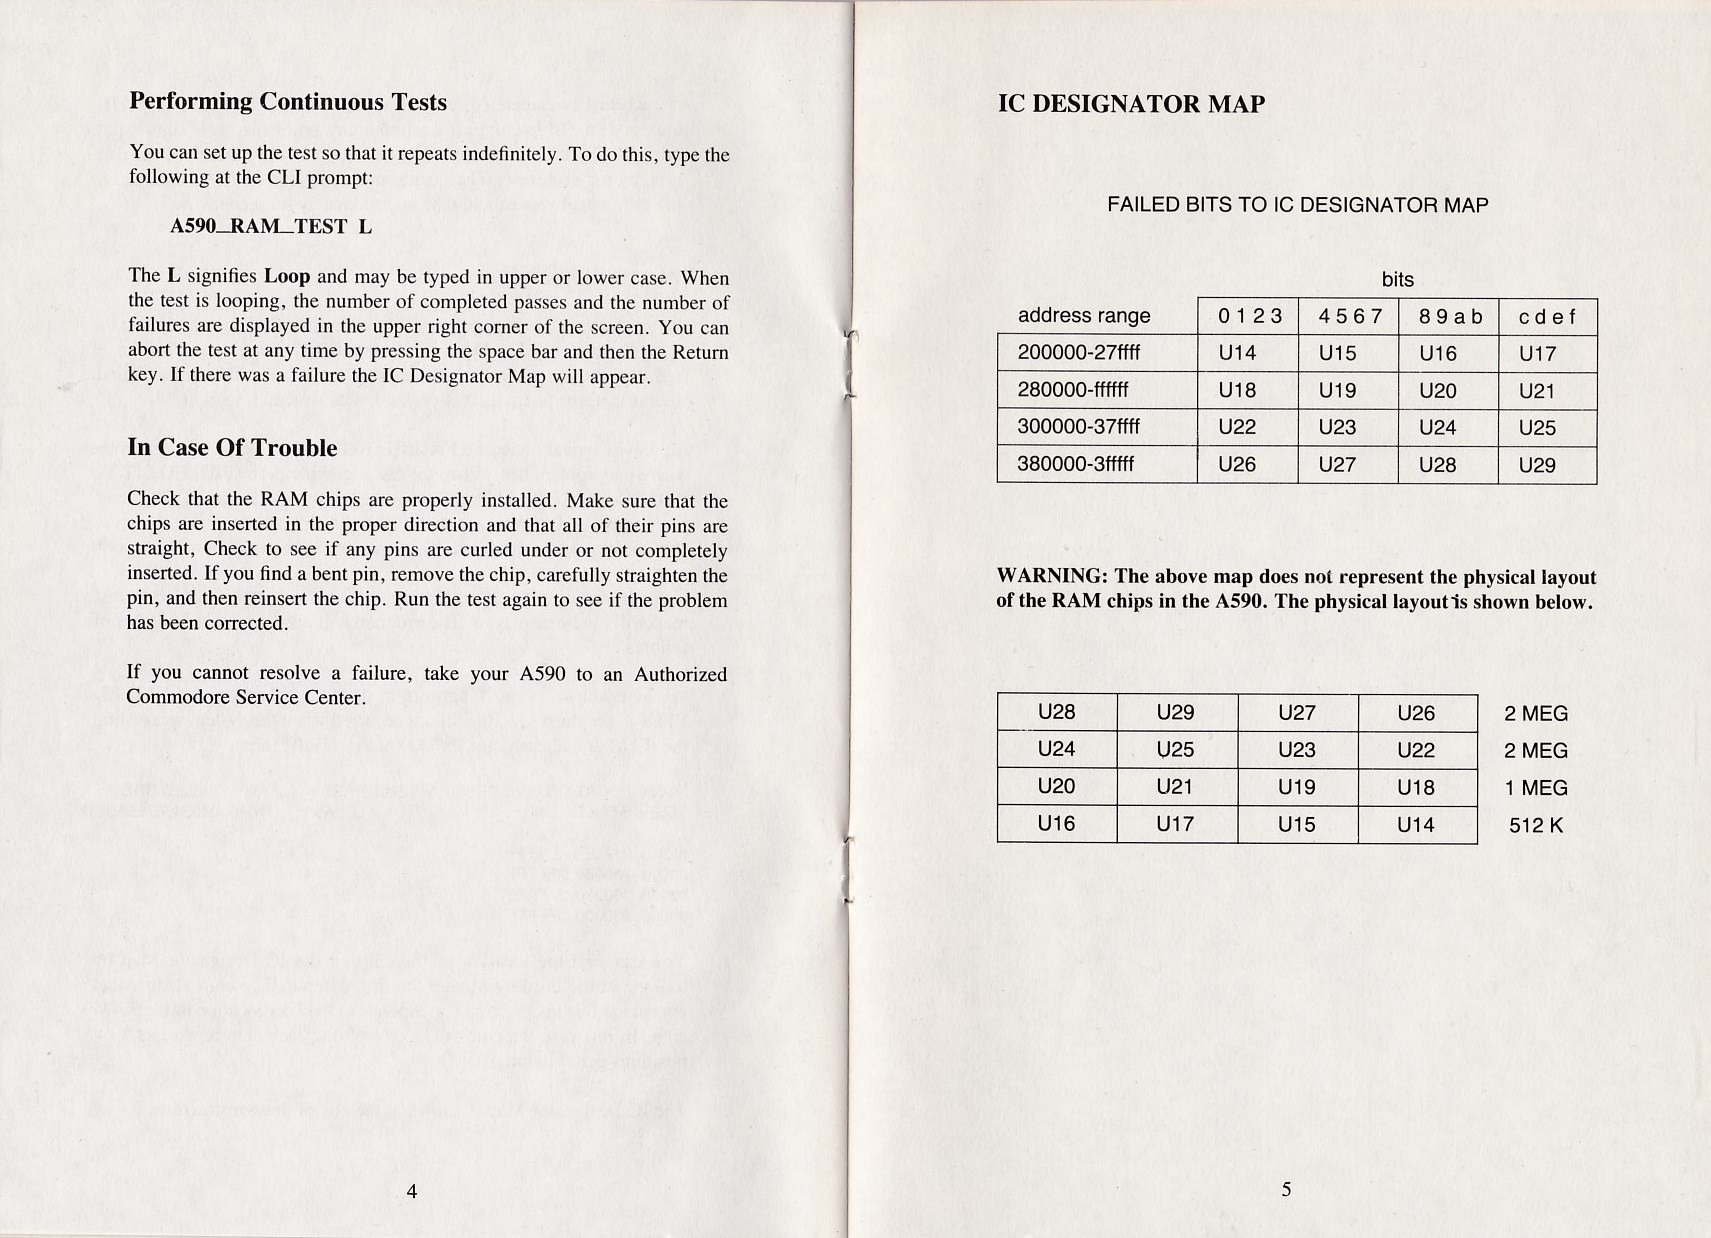 Performing Continuous Tests
You can set up the test so that it repeats indefinitely. To do this, type the
following at the CLI prompt:
A590_RAM_TEST L
The L signifies Loop and may be typed in upper or lower case. When
the test is looping, the number of completed passes and the number of
failures are displayed in the upper right corner of the screen. You can
abort the test at any time by pressing the space bar and then the Return
key. If there was a failure the IC Designator Map will appear.
In Case Of Trouble
Check that the RAM chips are properly installed. Make sure that the
chips are inserted in the proper direction and that all of their pins are
straight, Check to see if any pins are curled under or not completely
inserted. If you find a bent pin, remove the chip, carefully straighten the
pin, and then reinsert the chip. Run the test again to see if the problem
has been corrected.
If you cannot resolve a failure, take your A590 to an Authorized
Commodore Service Center.
4
IC DESIGNATOR MAP
FAILED BITS TO IC DESIGNATOR MAP
bits
address range 0 1 2 3 4 5 6 7 8 9 a b c d e f
200000-27ffff U14 U15 U16 U17
280000-ffffff U18 U19 U20 U21
300000-37ffff U22 U23 U24 U25
380000-3fffff U26 U27 U28 U29
WARNING: The above map does not represent the physical layout
of the RAM chips in the A590. The physical layout is shown below.
U28 U29 U27 U26 2 MEG
U24 U25 U23 U22 2 MEG
U20 U21 U19 U18 1 MEG
U16 U17 U15 U14 512 K
5